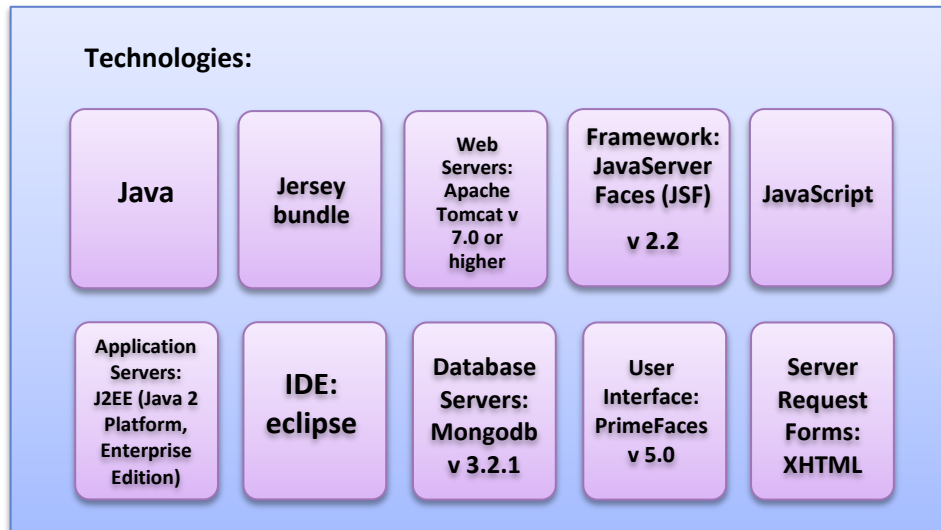 Technologies:
Java
Jersey
bundle
Web
Servers:
Apache
Tomcat v
7.0 or
higher
Framework:
JavaServer
Faces (JSF)
v 2.2
JavaScript
Application
Servers:
J2EE (Java 2
Platform,
Enterprise
Edition)
IDE:
eclipse
Database
Servers:
Mongodb
v 3.2.1
User
Interface:
PrimeFaces
v 5.0
Server
Request
Forms:
XHTML